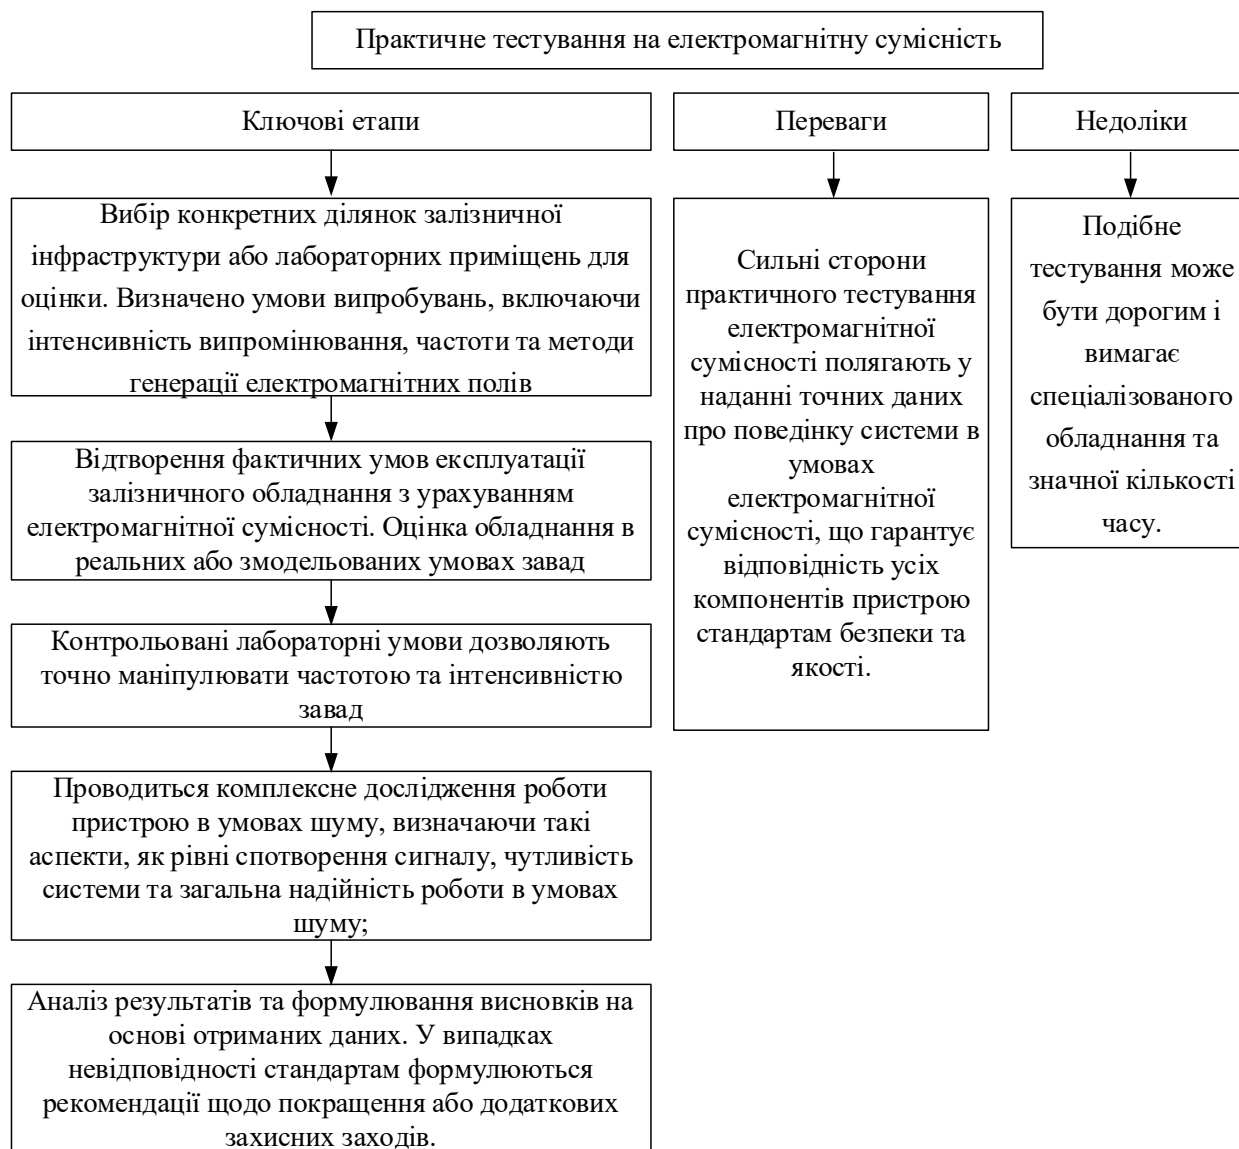 Практичне тестування на електромагнітну сумісність
Ключові етапи
Вибір конкретних ділянок залізничної
інфраструктури або лабораторних приміщень для
оцінки. Визначено умови випробувань, включаючи
інтенсивність випромінювання, частоти та методи
генерації електромагнітних полів
Відтворення фактичних умов експлуатації
залізничного обладнання з урахуванням
електромагнітної сумісності. Оцінка обладнання в
реальних або змодельованих умовах завад
Контрольовані лабораторні умови дозволяють
точно маніпулювати частотою та інтенсивністю
завад
Проводиться комплексне дослідження роботи
пристрою в умовах шуму, визначаючи такі
аспекти, як рівні спотворення сигналу, чутливість
системи та загальна надійність роботи в умовах
шуму;
Аналіз результатів та формулювання висновків на
основі отриманих даних. У випадках
невідповідності стандартам формулюються
рекомендації щодо покращення або додаткових
захисних заходів.
Переваги
Сильні сторони
практичного тестування
електромагнітної
сумісності полягають у
наданні точних даних
про поведінку системи в
умовах
електромагнітної
сумісності, що гарантує
відповідність усіх
компонентів пристрою
стандартам безпеки та
якості.
Недоліки
Подібне
тестування може
бути дорогим і
вимагає
спеціалізованого
обладнання та
значної кількості
часу.